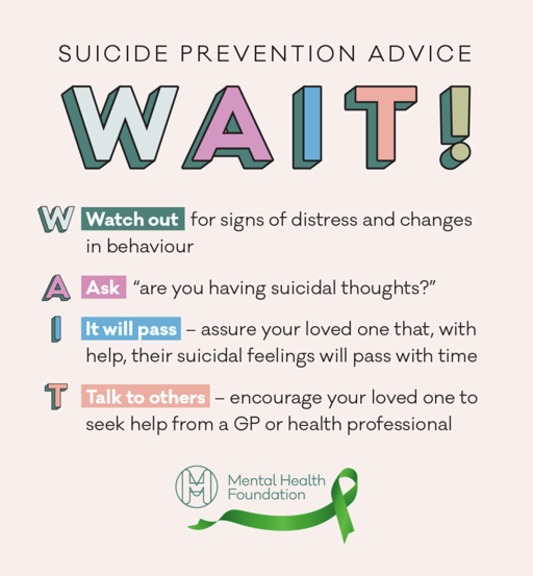 SUICIDE PREVENTION ADVICE
WAIT!
W Watch out for signs of distress and changes
in behaviour
A Ask “are you having suicidal thoughts?”
I It will pass – assure your loved one that, with
help, their suicidal feelings will pass with time
T Talk to others – encourage your loved one to
seek help from a GP or health professional
Mental Health
Foundation